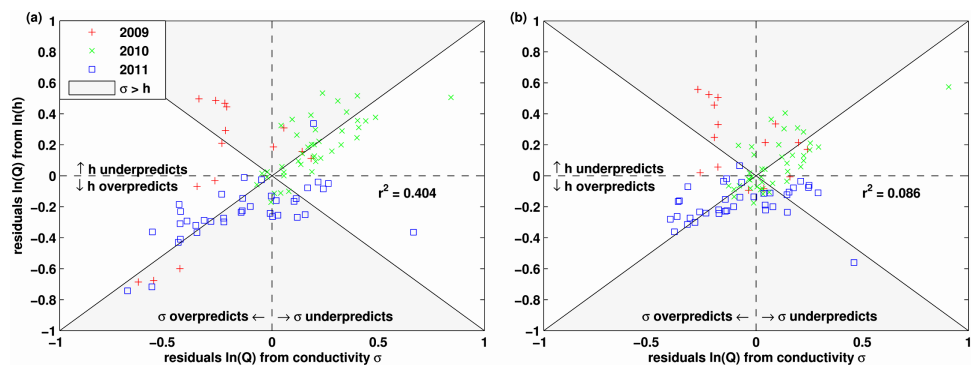 (a)
1
0.8
0.6
0.4
0.2
0
−0.2
−0.4
−0.6
−0.8
−1
residuals ln(Q) from ln(h)
2009
2010
2011
σ > h
↑ h underpredicts
↓ h overpredicts
r² = 0.404
σ overpredicts ← → σ underpredicts
−1 −0.5 0 0.5 1
residuals ln(Q) from conductivity σ
(b)
1
0.8
0.6
0.4
0.2
0
−0.2
−0.4
−0.6
−0.8
−1
↑ h underpredicts
↓ h overpredicts
r² = 0.086
σ overpredicts ← → σ underpredicts
−1 −0.5 0 0.5 1
residuals ln(Q) from conductivity σ